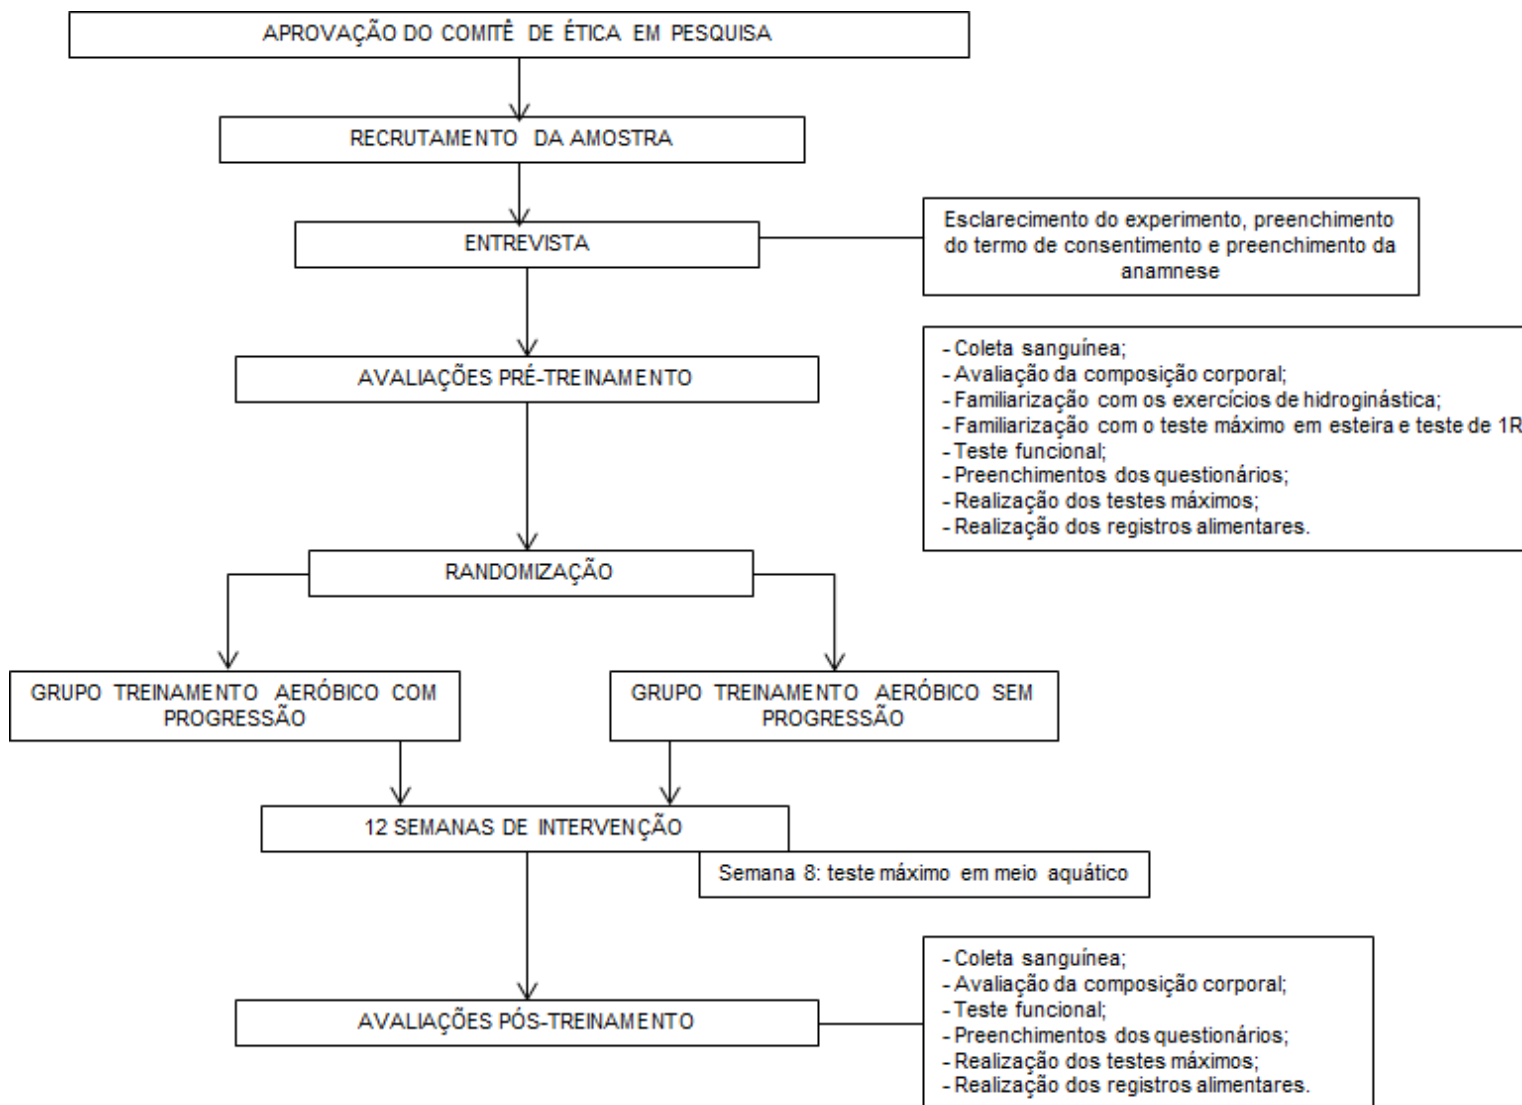 APROVAÇÃO DO COMITÊ DE ÉTICA EM PESQUISA
RECRUTAMENTO DA AMOSTRA
ENTREVISTA
Esclarecimento do experimento, preenchimento
do termo de consentimento e preenchimento da
anamnese
AVALIAÇÕES PRÉ-TREINAMENTO
- Coleta sanguínea;
- Avaliação da composição corporal;
- Familiarização com os exercícios de hidroginástica;
- Familiarização com o teste máximo em esteira e teste de 1R
- Teste funcional;
- Preenchimentos dos questionários;
- Realização dos testes máximos;
- Realização dos registros alimentares.
RANDOMIZAÇÃO
GRUPO TREINAMENTO AERÓBICO COM
PROGRESSÃO
GRUPO TREINAMENTO AERÓBICO SEM
PROGRESSÃO
12 SEMANAS DE INTERVENÇÃO
Semana 8: teste máximo em meio aquático
AVALIAÇÕES PÓS-TREINAMENTO
- Coleta sanguínea;
- Avaliação da composição corporal;
- Teste funcional;
- Preenchimentos dos questionários;
- Realização dos testes máximos;
- Realização dos registros alimentares.